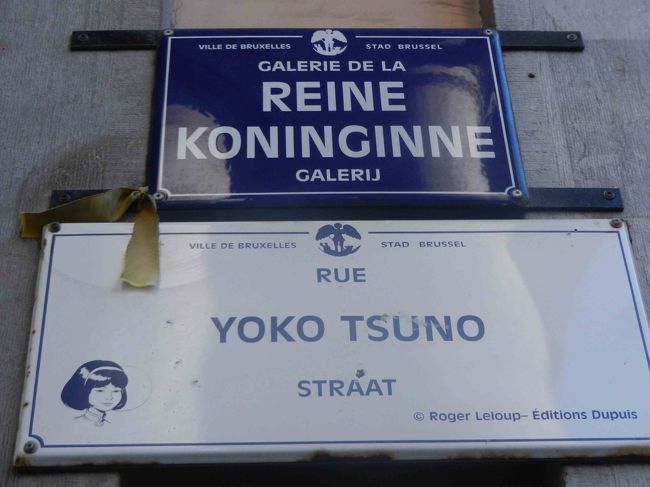 VILLE DE BRUXELLES STAD BRUSSEL
GALERIE DE LA
REINE
KONINGINNE
GALERIJ
VILLE DE BRUXELLES STAD BRUSSEL
RUE
YOKO TSUNO
STRAAT
© Roger Leloup– Éditions Dupuis